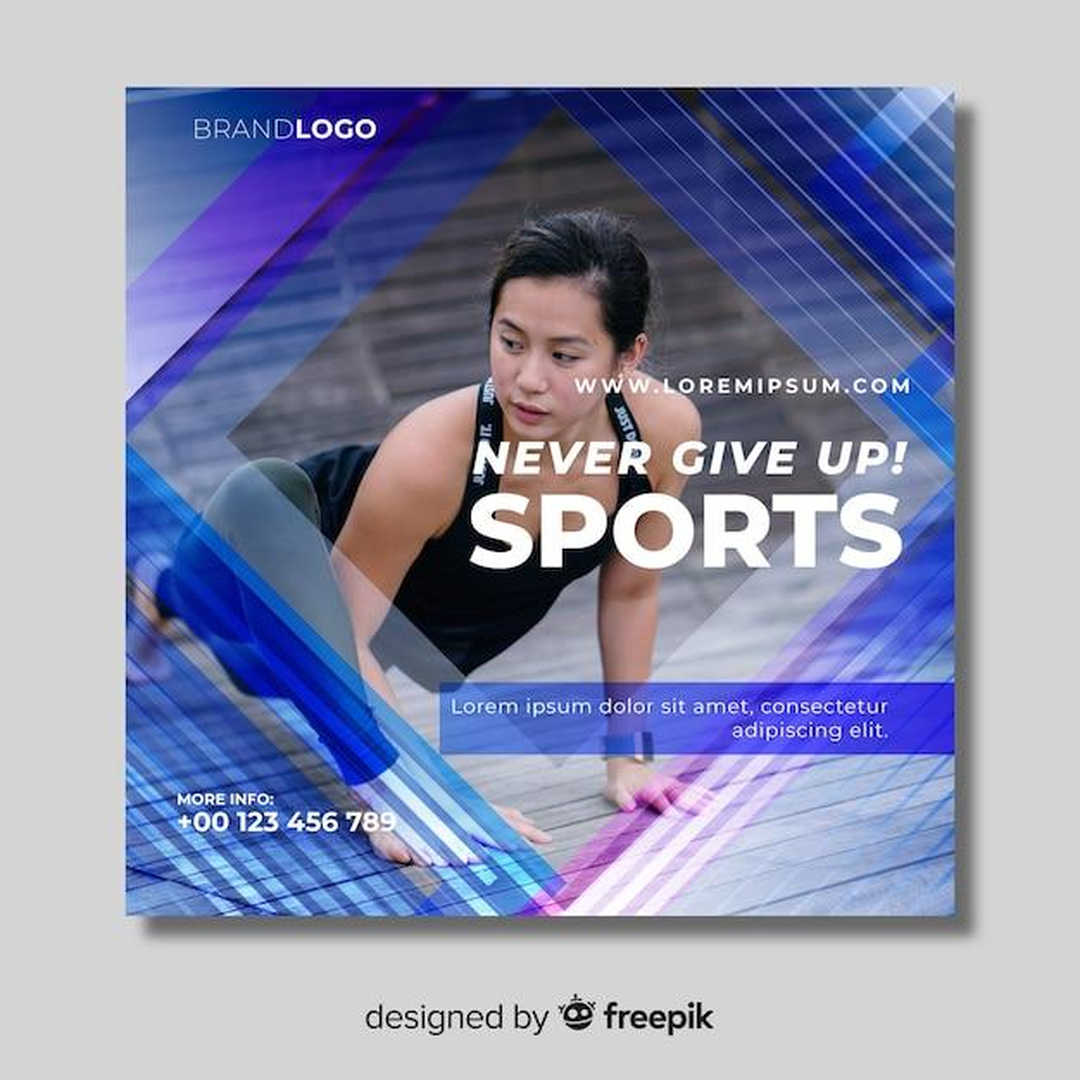 BRANDLOGO
WWW.LOREMIPSUM.COM
NEVER GIVE UP!
SPORTS
Lorem ipsum dolor sit amet, consectetur
adipiscing elit.
MORE INFO:
+00 123 456 789
designed by freepik